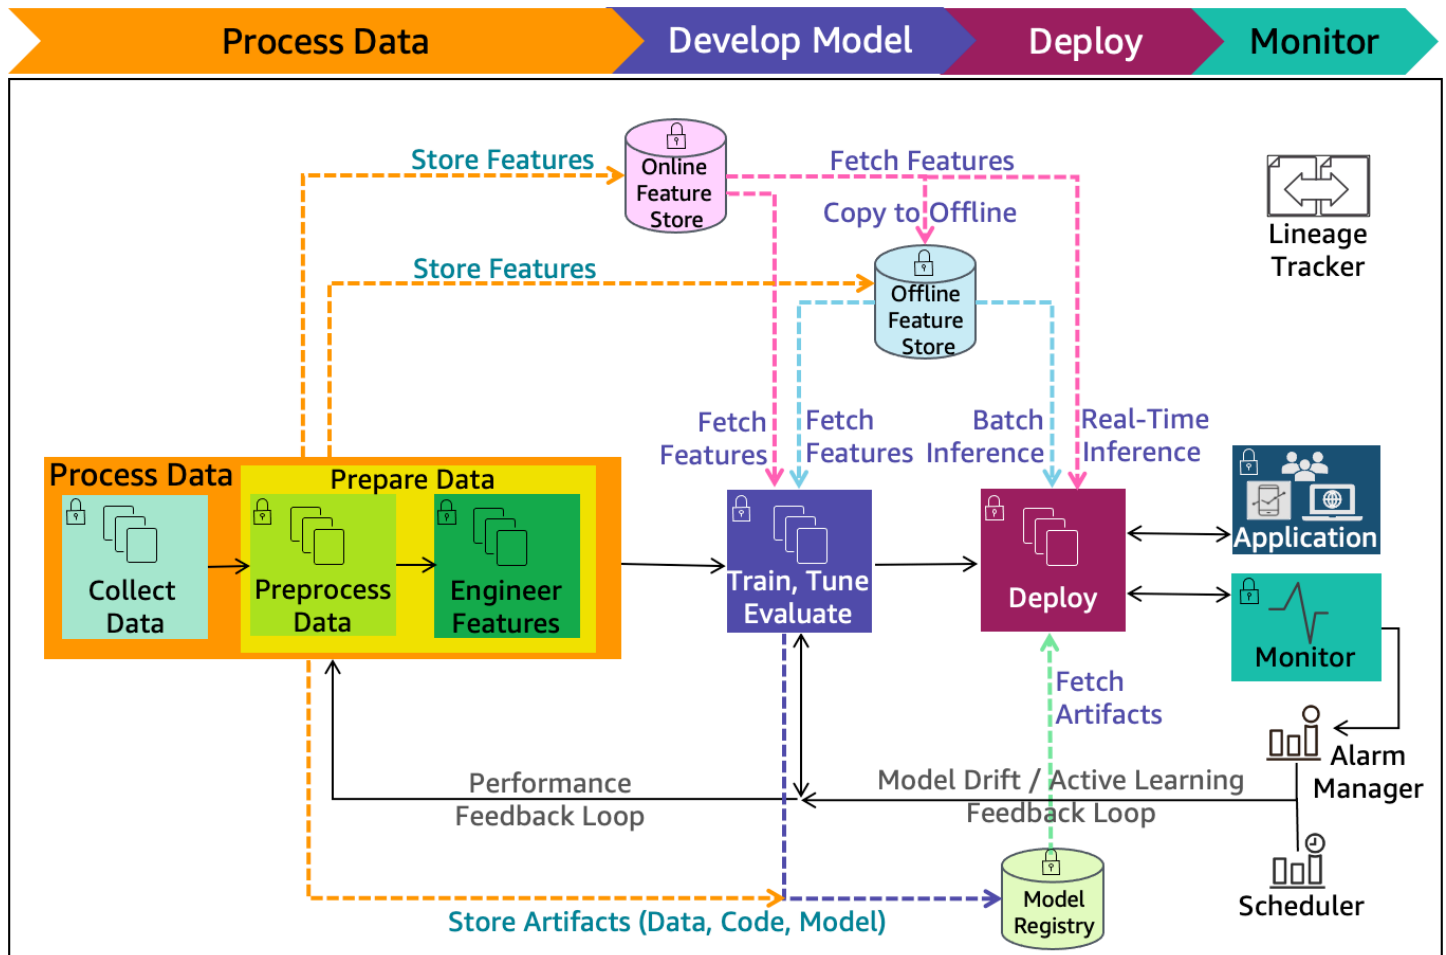 Process Data
Develop Model
Deploy
Monitor
Store Features
Online
Feature
Store
Fetch Features
Copy to Offline
Lineage
Tracker
Store Features
Offline
Feature
Store
Fetch
Features
Fetch
Features
Batch
Inference
Real-Time
Inference
Process Data
Prepare Data
Collect
Data
Preprocess
Data
Engineer
Features
Train, Tune
Evaluate
Deploy
Application
Monitor
Fetch
Artifacts
Alarm
Manager
Performance
Feedback Loop
Model Drift / Active Learning
Feedback Loop
Scheduler
Model
Registry
Store Artifacts (Data, Code, Model)